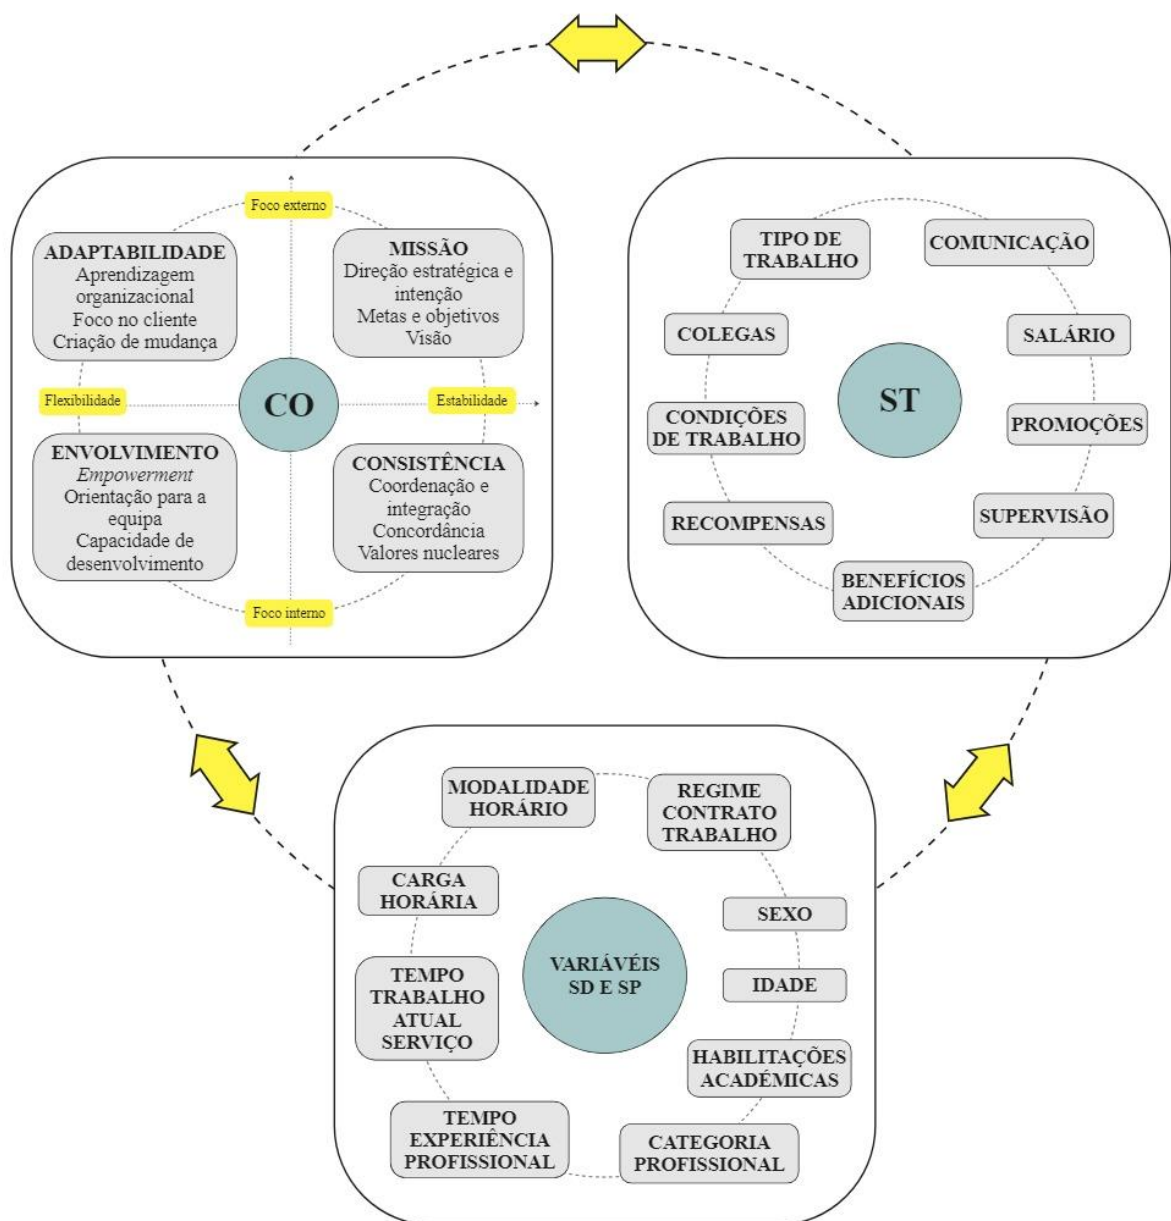 Foco externo
ADAPTABILIDADE
Aprendizagem
organizacional
Foco no cliente
Criação de mudança
MISSÃO
Direção estratégica e
intenção
Metas e objetivos
Visão
Flexibilidade
CO
Estabilidade
ENVOLVIMENTO
Empowerment
Orientação para a
equipa
Capacidade de
desenvolvimento
CONSISTÊNCIA
Coordenação e
integração
Concordância
Valores nucleares
Foco interno
TIPO DE
TRABALHO
COMUNICAÇÃO
COLEGAS
SALÁRIO
ST
CONDIÇÕES
DE TRABALHO
PROMOÇÕES
RECOMPENSAS
SUPERVISÃO
BENEFÍCIOS
ADICIONAIS
MODALIDADE
HORÁRIO
REGIME
CONTRATO
TRABALHO
CARGA
HORÁRIA
SEXO
VARIÁVÉIS
SD E SP
TEMPO
TRABALHO
ATUAL
SERVIÇO
IDADE
HABILITAÇÕES
ACADÉMICAS
TEMPO
EXPERIÊNCIA
PROFISSIONAL
CATEGORIA
PROFISSIONAL